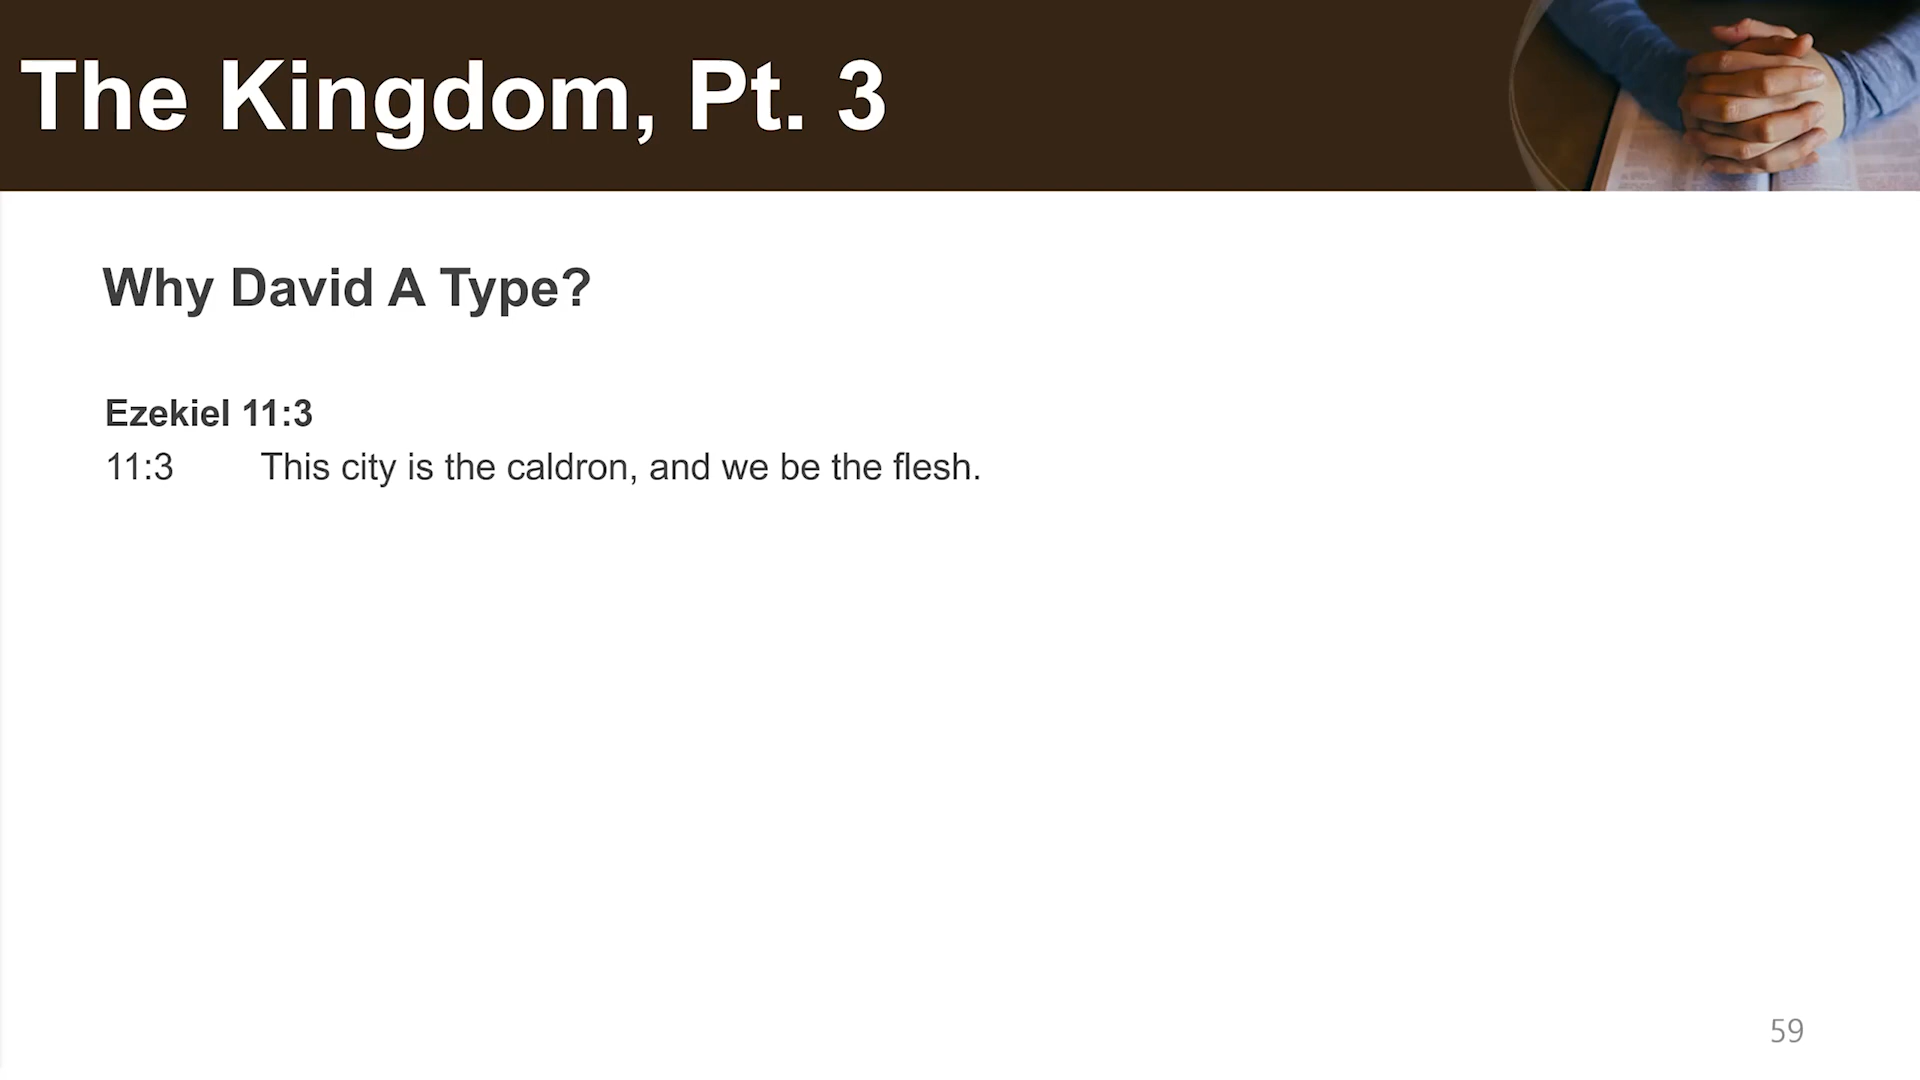 The Kingdom, Pt. 3
Why David A Type?
Ezekiel 11:3
11:3 This city is the caldron, and we be the flesh.
59